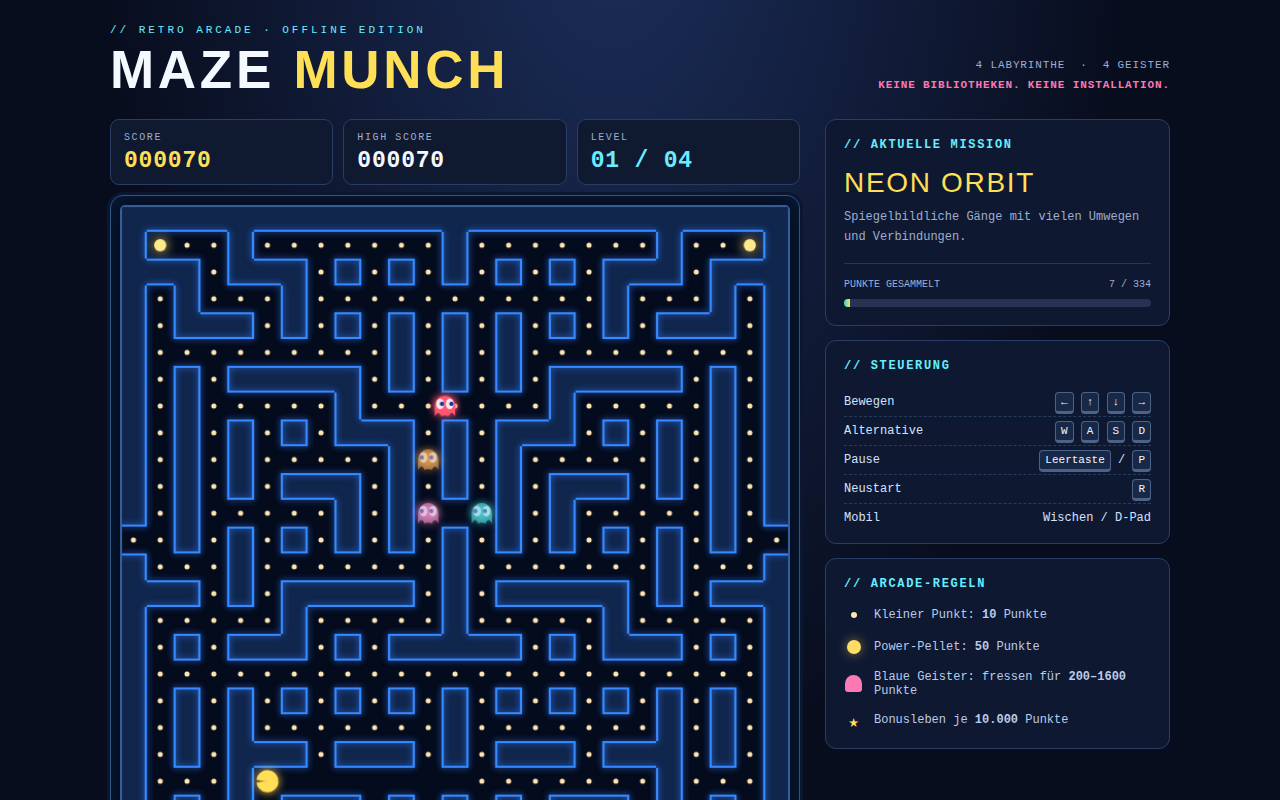 // RETRO ARCADE · OFFLINE EDITION
MAZE MUNCH
4 LABYRINTHE · 4 GEISTER
KEINE BIBLIOTHEKEN. KEINE INSTALLATION.
SCORE
000070
HIGH SCORE
000070
LEVEL
01 / 04
// AKTUELLE MISSION
NEON ORBIT
Spiegelbildliche Gänge mit vielen Umwegen
und Verbindungen.
PUNKTE GESAMMELT 7 / 334
// STEUERUNG
Bewegen ← ↑ ↓ →
Alternative W A S D
Pause Leertaste / P
Neustart R
Mobil Wischen / D-Pad
// ARCADE-REGELN
Kleiner Punkt: 10 Punkte
Power-Pellet: 50 Punkte
Blaue Geister: fressen für 200–1600
Punkte
★ Bonusleben je 10.000 Punkte